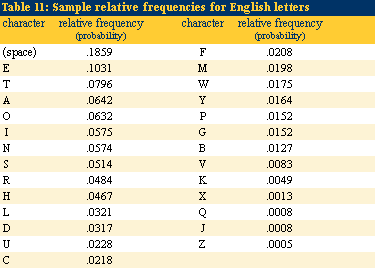 Table 11: Sample relative frequencies for English letters
character relative frequency character relative frequency
(probability) (probability)
(space) .1859 F .0208
E .1031 M .0198
T .0796 W .0175
A .0642 Y .0164
O .0632 P .0152
I .0575 G .0152
N .0574 B .0127
S .0514 V .0083
R .0484 K .0049
H .0467 X .0013
L .0321 Q .0008
D .0317 J .0008
U .0228 Z .0005
C .0218